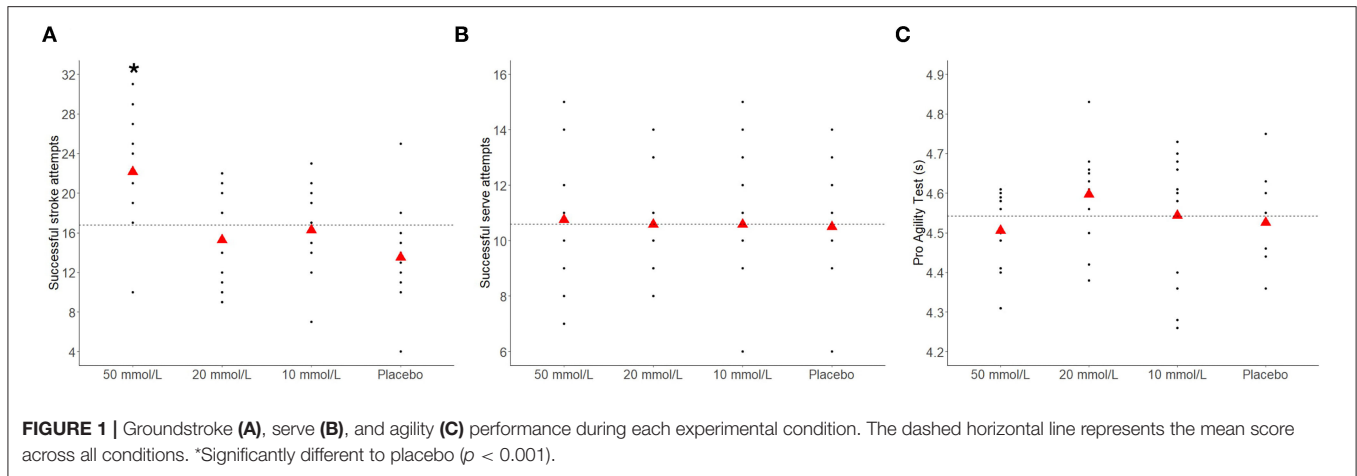 A
B
C
*
32
28
24
20
16
12
8
4
Successful stroke attempts
50 mmol/L 20 mmol/L 10 mmol/L Placebo
16
14
12
10
8
6
Successful serve attempts
50 mmol/L 20 mmol/L 10 mmol/L Placebo
4.9
4.8
4.7
4.6
4.5
4.4
4.3
4.2
Pro Agility Test (s)
50 mmol/L 20 mmol/L 10 mmol/L Placebo
FIGURE 1 | Groundstroke (A), serve (B), and agility (C) performance during each experimental condition. The dashed horizontal line represents the mean score
across all conditions. *Significantly different to placebo (p < 0.001).